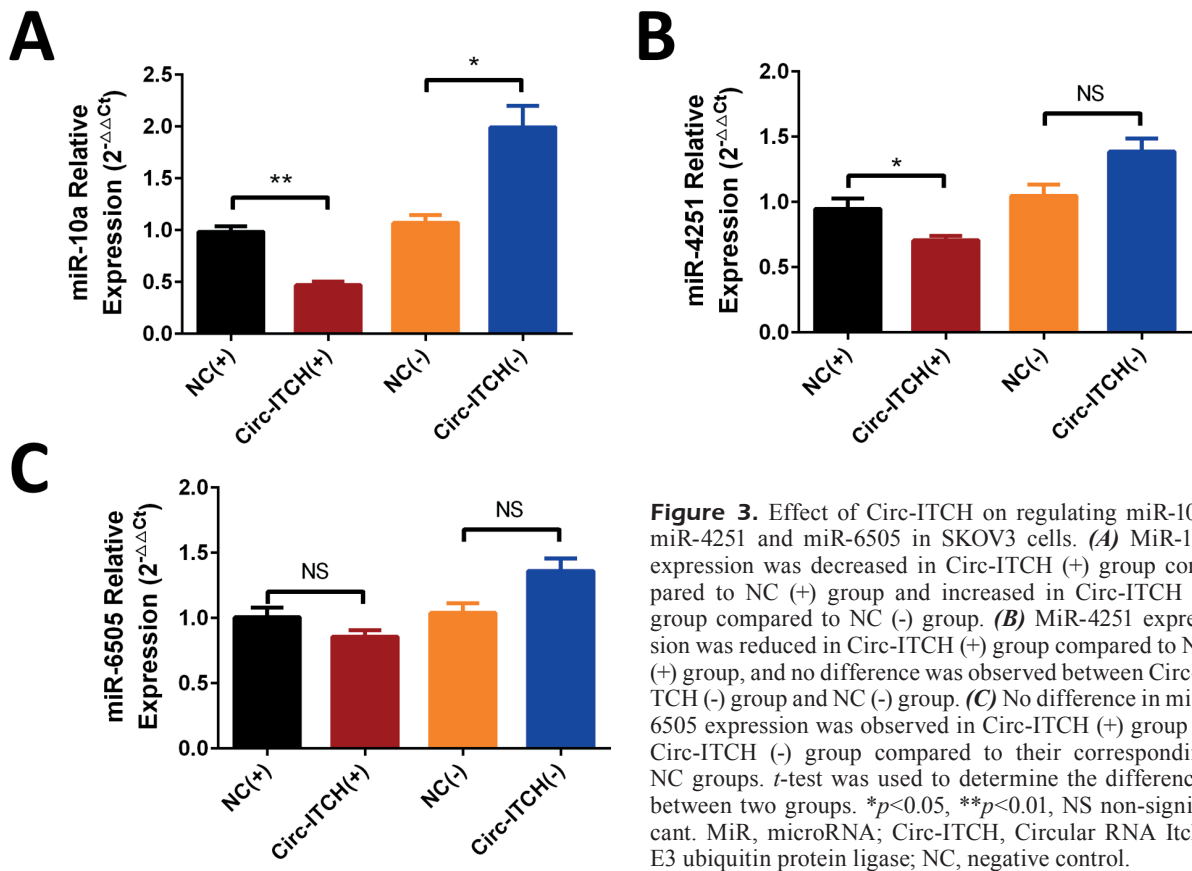 A
miR-10a Relative
Expression (2-△△Ct)
2.5
2.0
1.5
1.0
0.5
0.0
**
*
NC(+)
Circ-ITCH(+)
NC(-)
Circ-ITCH(-)
B
miR-4251 Relative
Expression (2-△△Ct)
2.0
1.5
1.0
0.5
0.0
*
NS
NC(+)
Circ-ITCH(+)
NC(-)
Circ-ITCH(-)
C
miR-6505 Relative
Expression (2-△△Ct)
2.0
1.5
1.0
0.5
0.0
NS
NS
NC(+)
Circ-ITCH(+)
NC(-)
Circ-ITCH(-)
Figure 3. Effect of Circ-ITCH on regulating miR-10
miR-4251 and miR-6505 in SKOV3 cells. (A) MiR-1
expression was decreased in Circ-ITCH (+) group com
pared to NC (+) group and increased in Circ-ITCH
group compared to NC (-) group. (B) MiR-4251 expre
sion was reduced in Circ-ITCH (+) group compared to N
(+) group, and no difference was observed between Circ-
TCH (-) group and NC (-) group. (C) No difference in mi
6505 expression was observed in Circ-ITCH (+) group
Circ-ITCH (-) group compared to their correspondi
NC groups. t-test was used to determine the differenc
between two groups. *p<0.05, **p<0.01, NS non-signi
cant. MiR, microRNA; Circ-ITCH, Circular RNA Itc
E3 ubiquitin protein ligase; NC, negative control.